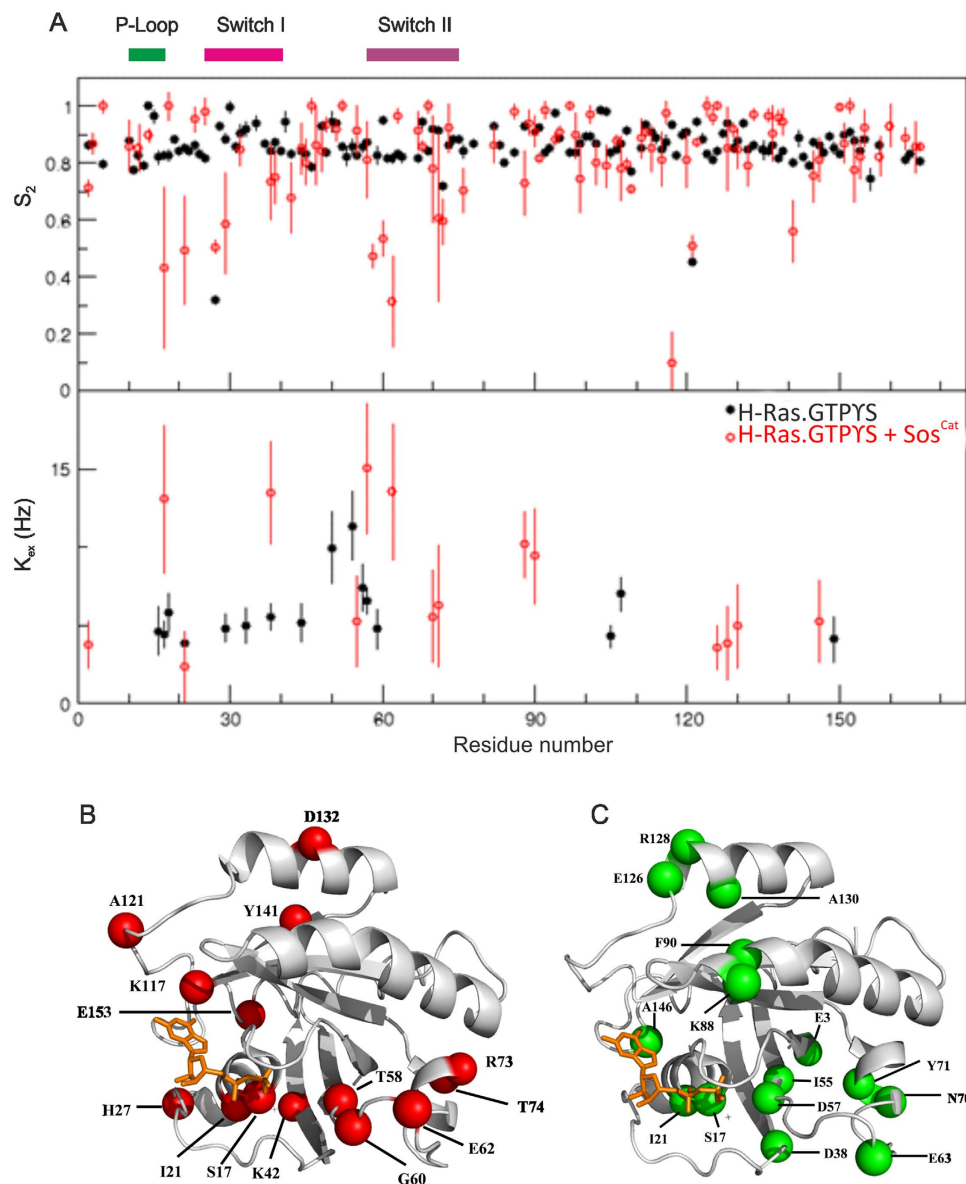 A
P-Loop Switch I Switch II
1
0.8
0.6
0.4
0.2
0
S2
H-Ras.GTPϒS
H-Ras.GTPϒS + SosCat
15
0
Kex (Hz)
0 30 60 90 120 150
Residue number
B
D132
A121
Y141
K117
E153
R73
T58
T74
H27
E62
I21
S17
K42
G60
C
R128
E126
A130
F90
A146
K88
E3
Y71
I55
D57
N70
I21
S17
D38
E63